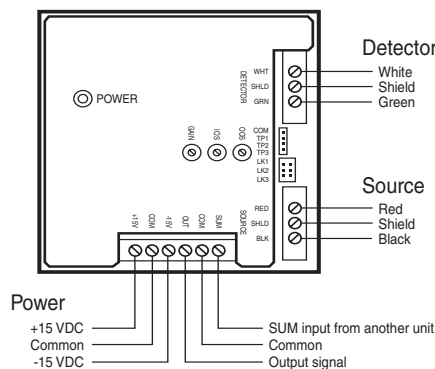 Detector
WHT
SHLD
GRN
DETECTOR
White
Shield
Green
POWER
GAIN
IOS
OOS
COM
TP1
TP2
TP3
LK1
LK2
LK3
Source
RED
SHLD
BLK
SOURCE
Red
Shield
Black
+15V
COM
-15V
OUT
COM
SUM
Power
+15 VDC
Common
-15 VDC
SUM input from another unit
Common
Output signal